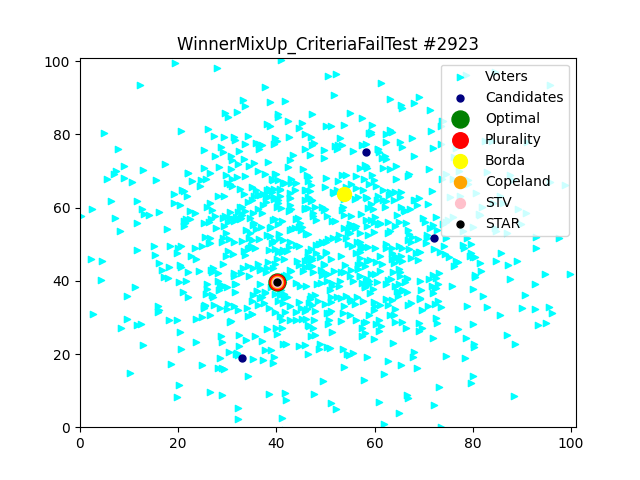 WinnerMixUp_CriteriaFailTest #2923
100
80
60
40
20
0
0
20
40
60
80
100
Voters
Candidates
Optimal
Plurality
Borda
Copeland
STV
STAR